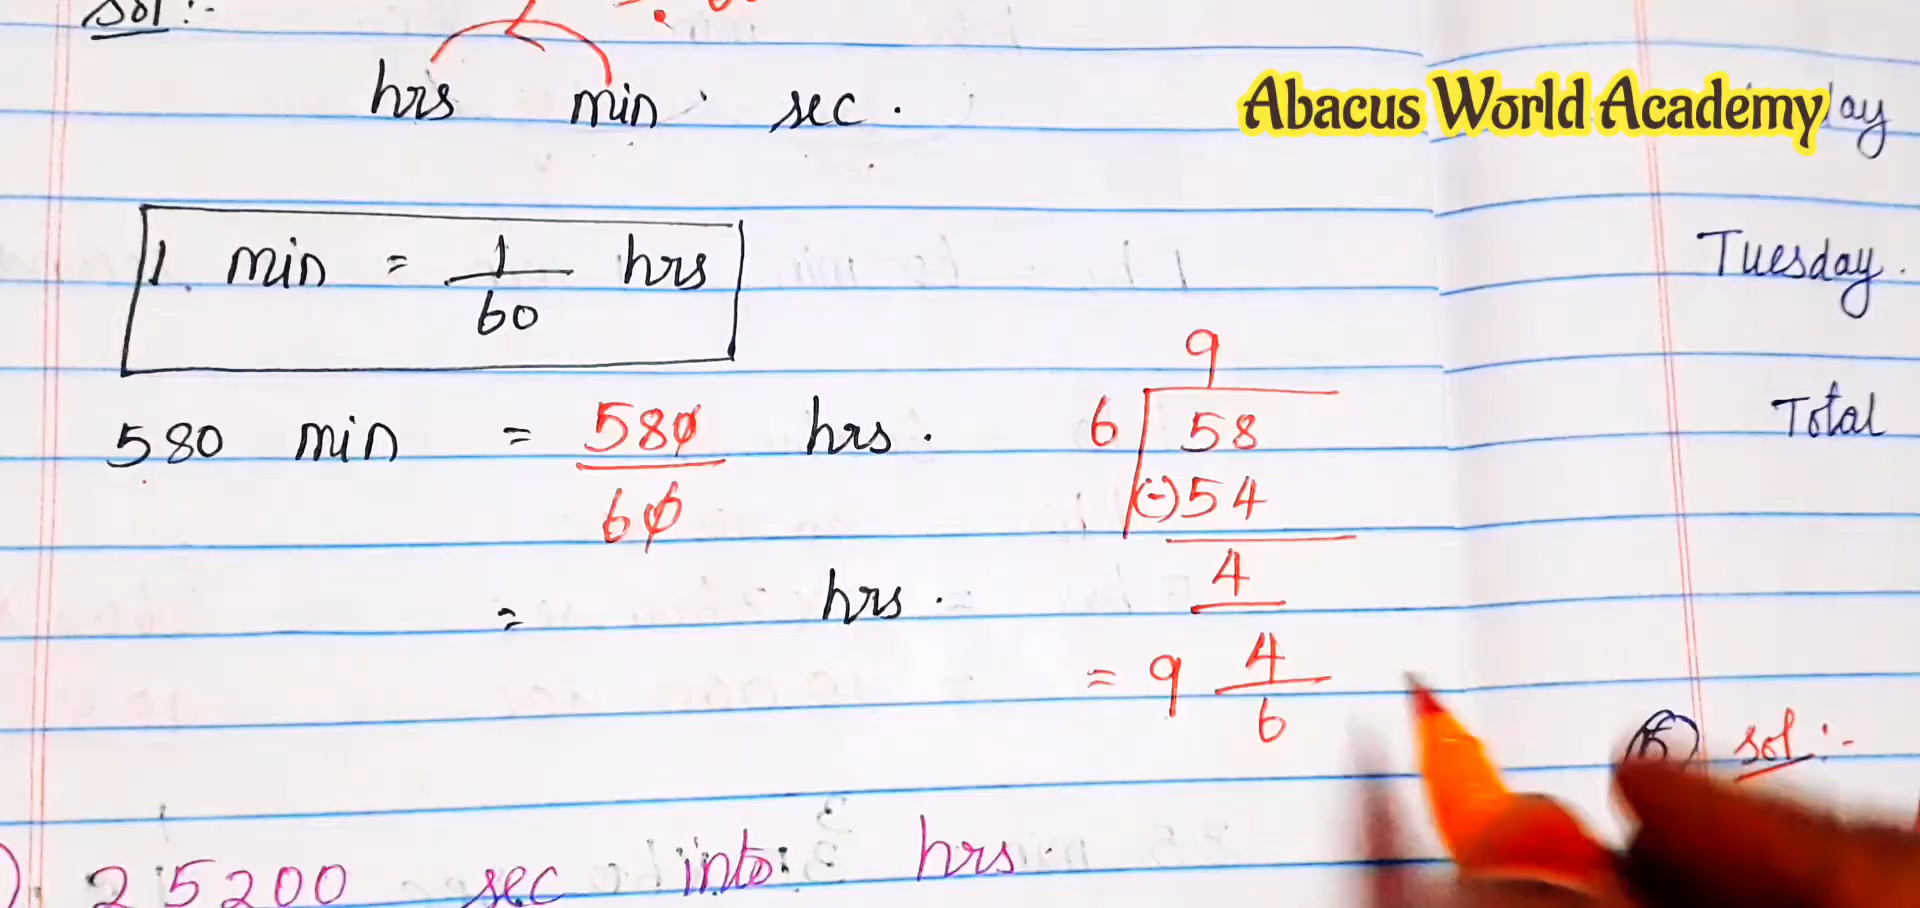 Sol :-
hrs min . sec .
Abacus World Academy
ay
1 min = 1/60 hrs
Tuesday .
580 min = 580/60 hrs .
Total
= hrs .
9
6 58
(-) 54
4
= 9 4/6
sol :-
25200 sec into : hrs .